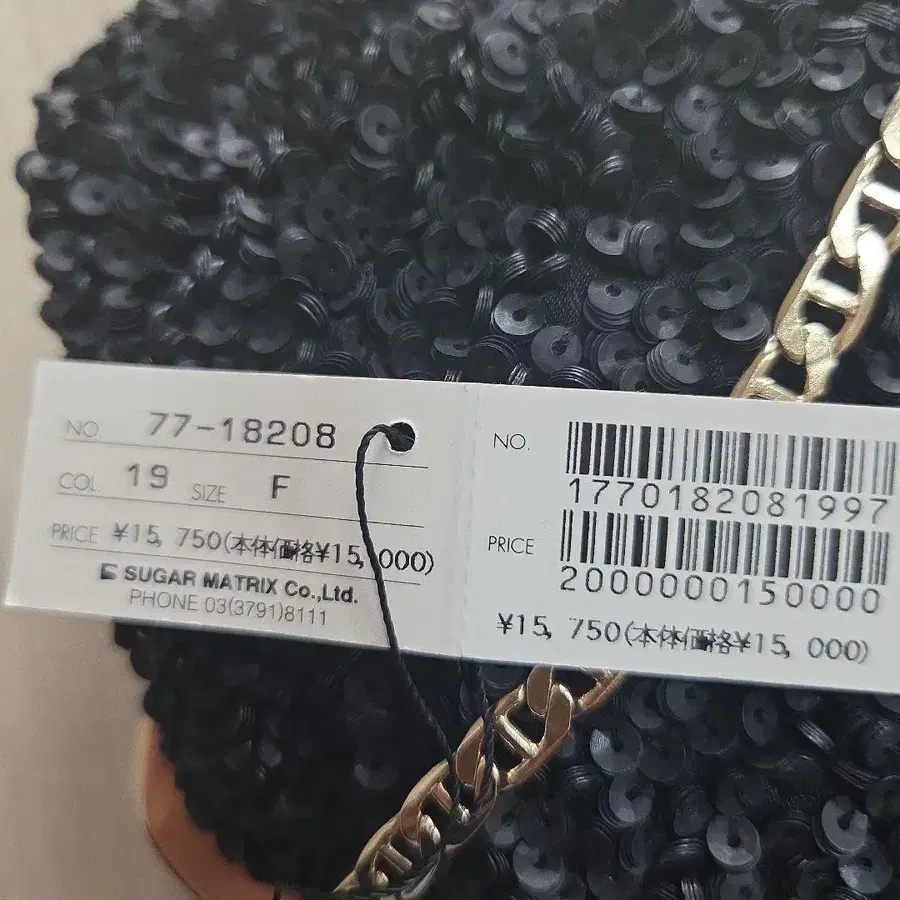 NO. 77-18208
COL. 19 SIZE F
PRICE ¥15, 750(本体価格¥15, 000)
SUGAR MATRIX Co.,Ltd.
PHONE 03(3791)8111
NO.
1770182081997
PRICE
2000000150000
¥15, 750(本体価格¥15, 000)